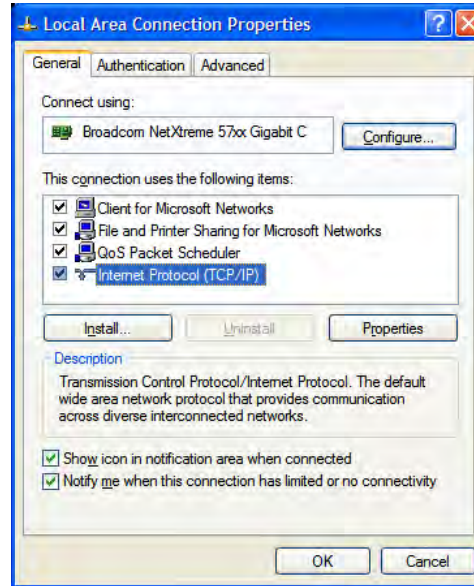 Local Area Connection Properties
General Authentication Advanced
Connect using:
Broadcom NetXtreme 57xx Gigabit C
Configure...
This connection uses the following items:
Client for Microsoft Networks
File and Printer Sharing for Microsoft Networks
QoS Packet Scheduler
Internet Protocol (TCP/IP)
Install... Uninstall Properties
Description
Transmission Control Protocol/Internet Protocol. The default
wide area network protocol that provides communication
across diverse interconnected networks.
Show icon in notification area when connected
Notify me when this connection has limited or no connectivity
OK Cancel